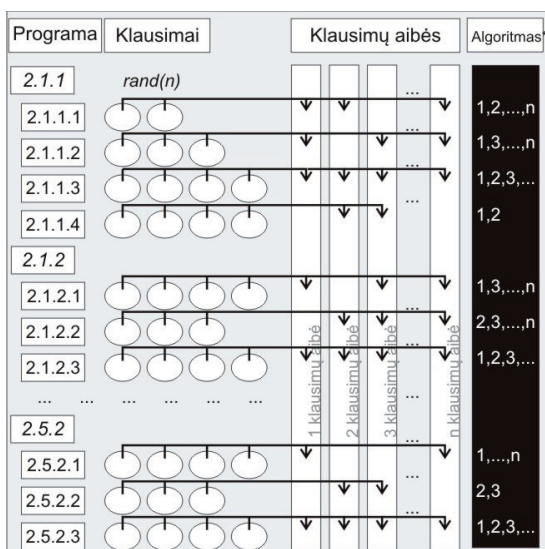 Programa Klausimai Klausimų aibės Algoritmas*
2.1.1 rand(n)
...
2.1.1.1 1,2,...,n
...
2.1.1.2 1,3,...,n
...
2.1.1.3 1,2,3,...
...
2.1.1.4 1,2
2.1.2
2.1.2.1 1,3,...,n
...
2.1.2.2 2,3,...,n
...
2.1.2.3 1,2,3,...
1 klausimų aibė
2 klausimų aibė
3 klausimų aibė
n klausimų aibė
... ... ... ... ... ...
...
2.5.2
2.5.2.1 1,...,n
...
2.5.2.2 2,3
...
2.5.2.3 1,2,3,...